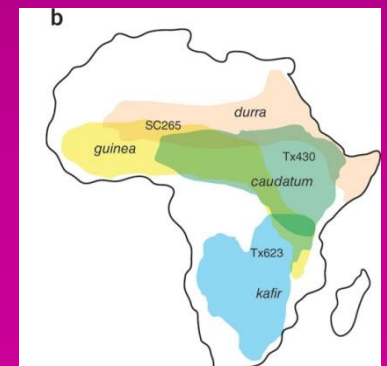 b
durra
SC265
guinea
Tx430
caudatum
Tx623
kafir